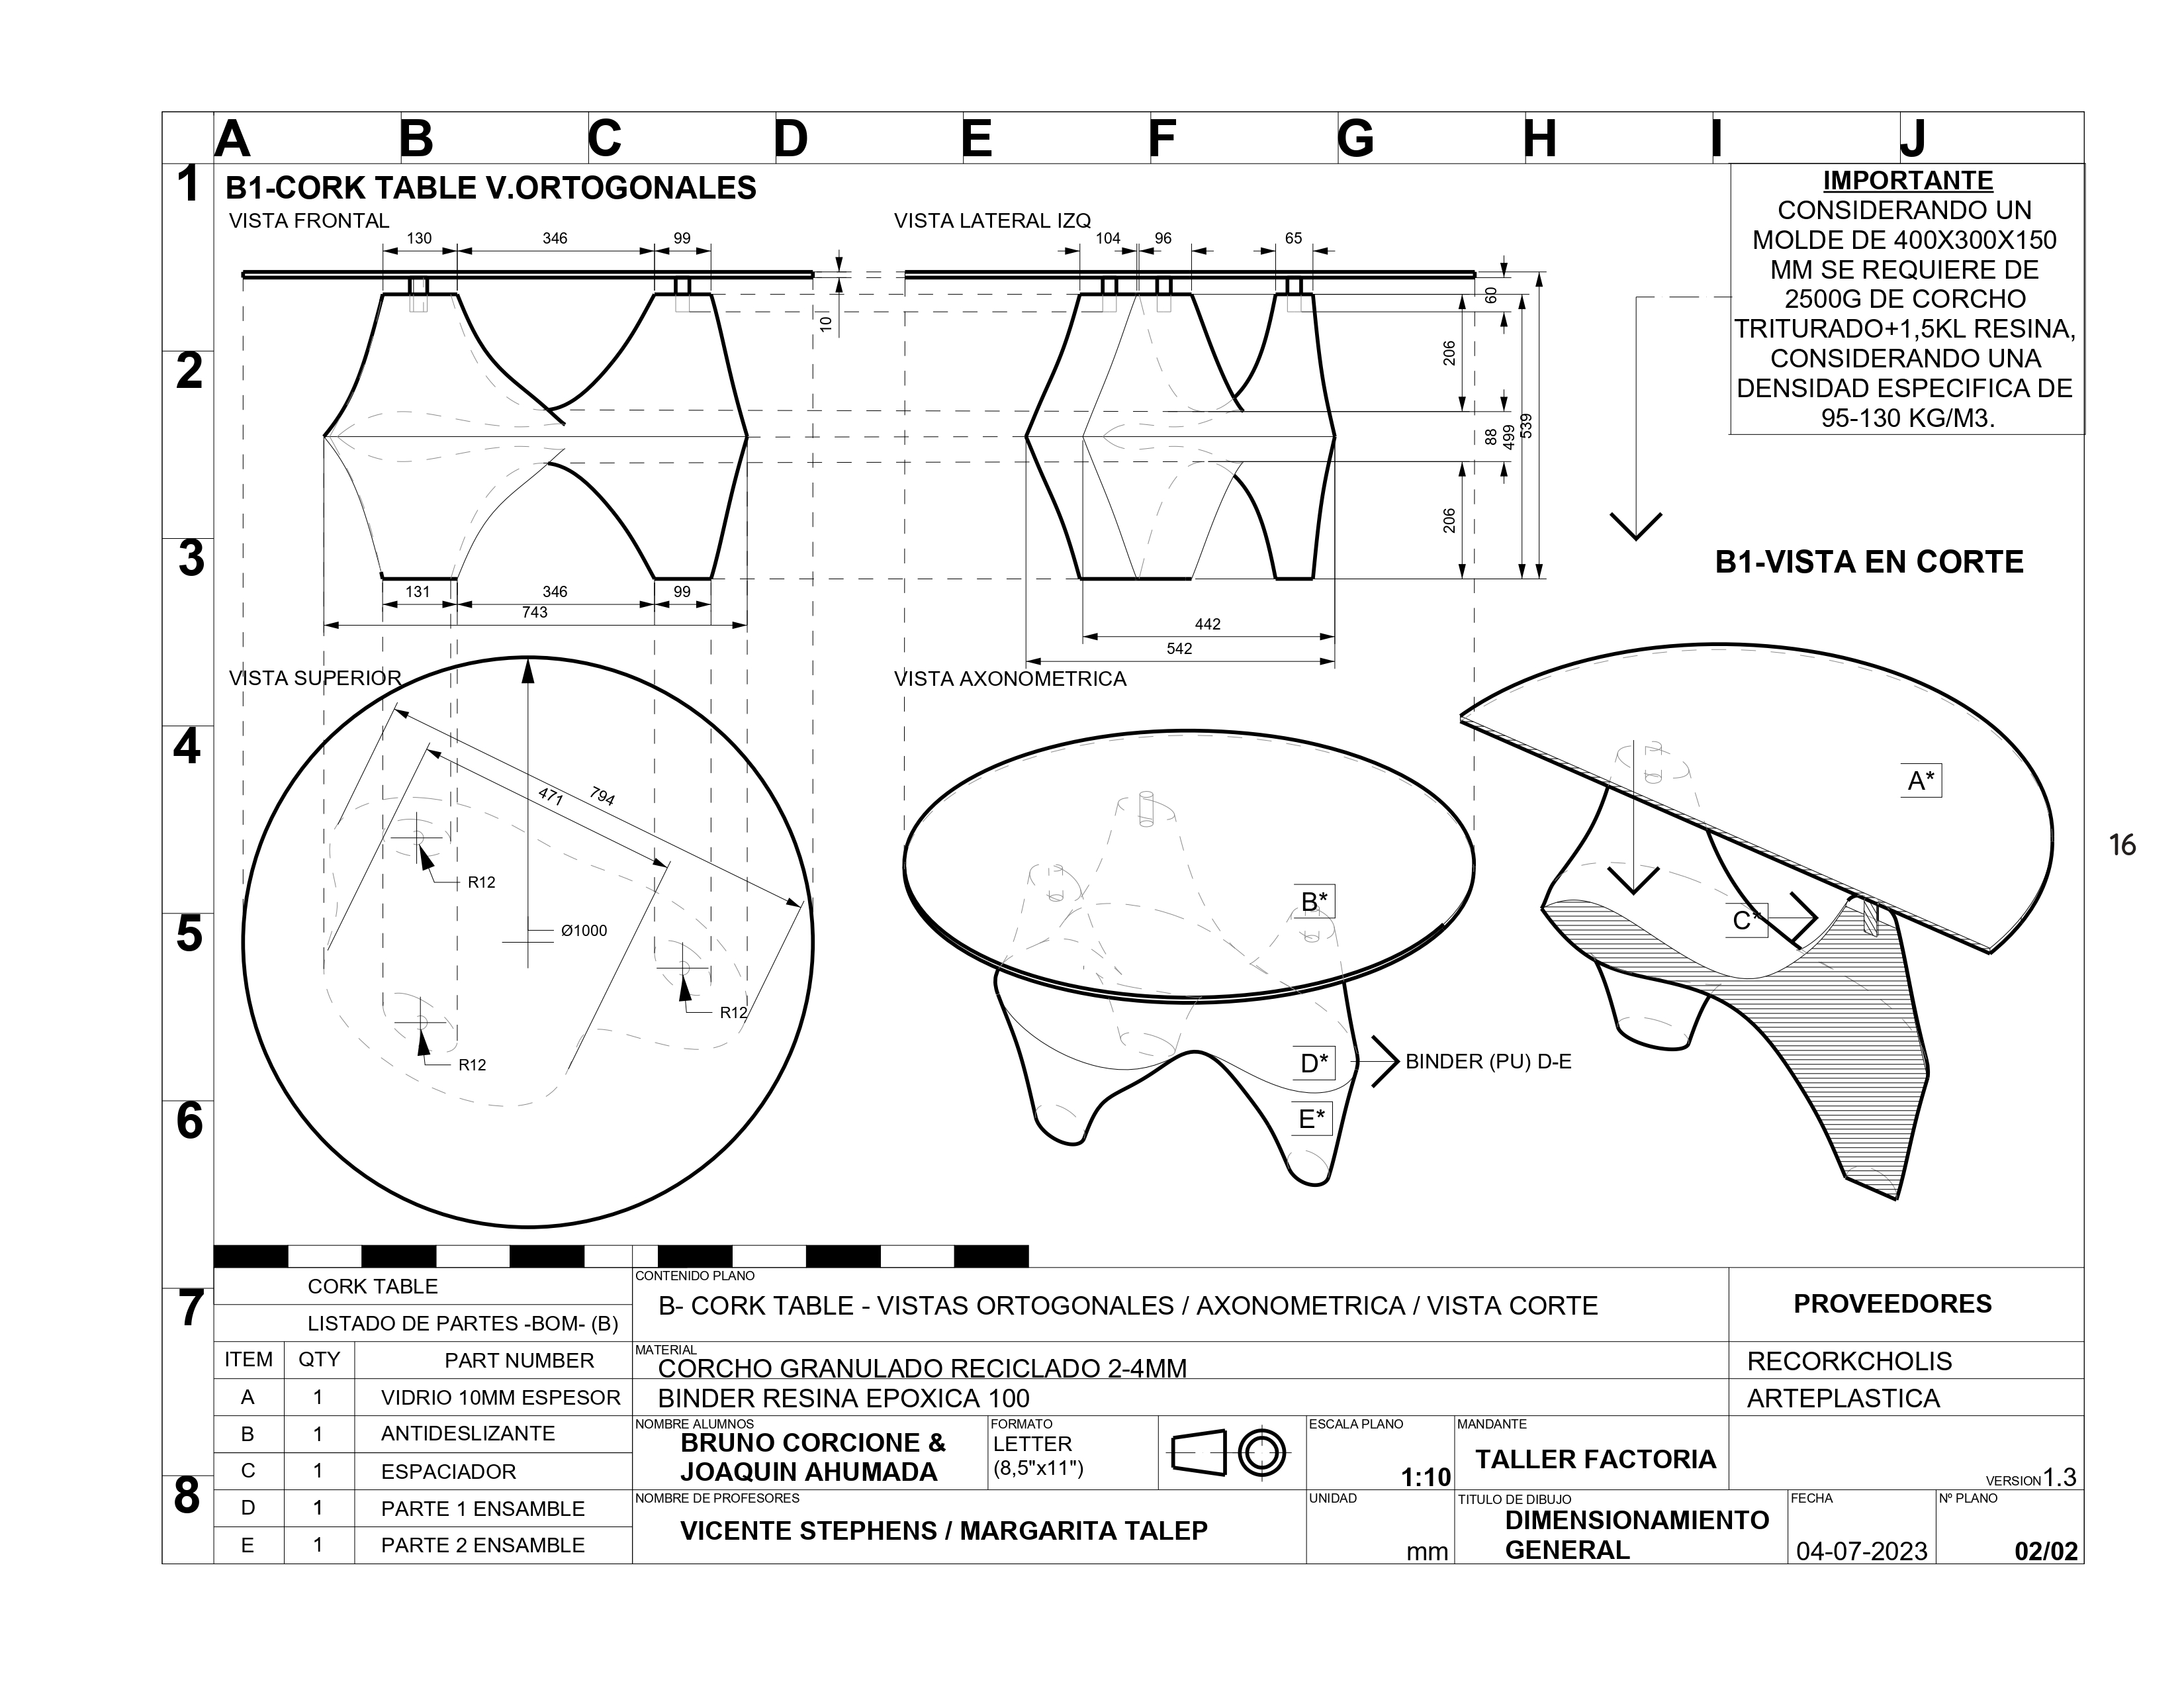 A B C D E F G H I J
1
2
3
4
5
6
7
8
B1-CORK TABLE V.ORTOGONALES
VISTA FRONTAL
130 346 99
10
131 346 99
743
VISTA LATERAL IZQ
104 96 65
60
206
88
499
539
206
442
542
IMPORTANTE
CONSIDERANDO UN
MOLDE DE 400X300X150
MM SE REQUIERE DE
2500G DE CORCHO
TRITURADO+1,5KL RESINA,
CONSIDERANDO UNA
DENSIDAD ESPECIFICA DE
95-130 KG/M3.
B1-VISTA EN CORTE
A*
C*
VISTA SUPERIOR
471 794
R12
Ø1000
R12
R12
VISTA AXONOMETRICA
B*
D*
BINDER (PU) D-E
E*
16
CORK TABLE
LISTADO DE PARTES -BOM- (B)
ITEM QTY PART NUMBER
A 1 VIDRIO 10MM ESPESOR
B 1 ANTIDESLIZANTE
C 1 ESPACIADOR
D 1 PARTE 1 ENSAMBLE
E 1 PARTE 2 ENSAMBLE
CONTENIDO PLANO
B- CORK TABLE - VISTAS ORTOGONALES / AXONOMETRICA / VISTA CORTE
MATERIAL
CORCHO GRANULADO RECICLADO 2-4MM
BINDER RESINA EPOXICA 100
PROVEEDORES
RECORKCHOLIS
ARTEPLASTICA
NOMBRE ALUMNOS
BRUNO CORCIONE &
JOAQUIN AHUMADA
FORMATO
LETTER
(8,5"x11")
ESCALA PLANO
1:10
MANDANTE
TALLER FACTORIA
VERSION 1.3
NOMBRE DE PROFESORES
VICENTE STEPHENS / MARGARITA TALEP
UNIDAD
mm
TITULO DE DIBUJO
DIMENSIONAMIENTO
GENERAL
FECHA
04-07-2023
Nº PLANO
02/02